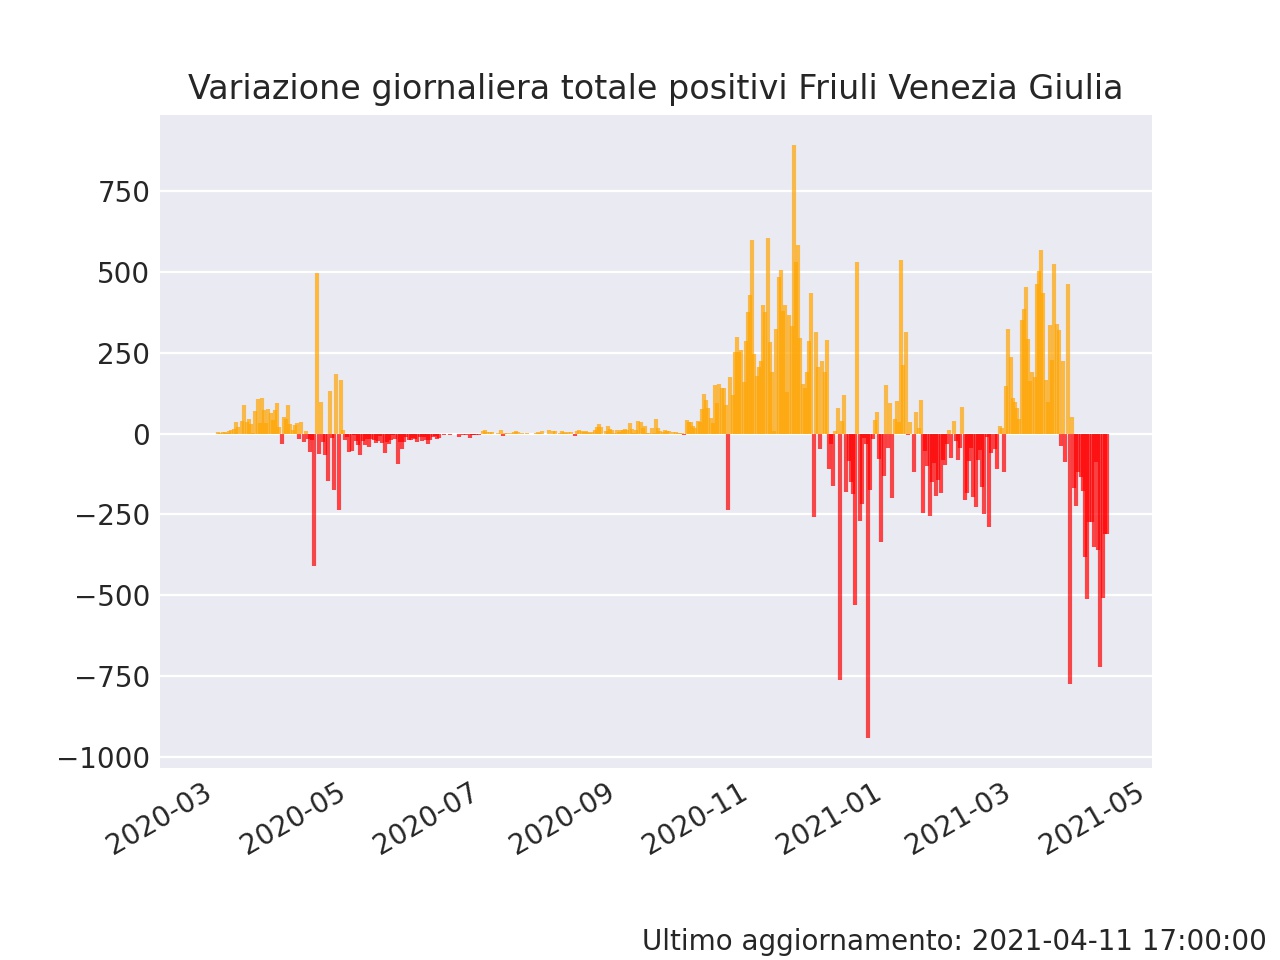 Variazione giornaliera totale positivi Friuli Venezia Giulia
750
500
250
0
−250
−500
−750
−1000
2020-03 2020-05 2020-07 2020-09 2020-11 2021-01 2021-03 2021-05
Ultimo aggiornamento: 2021-04-11 17:00:00